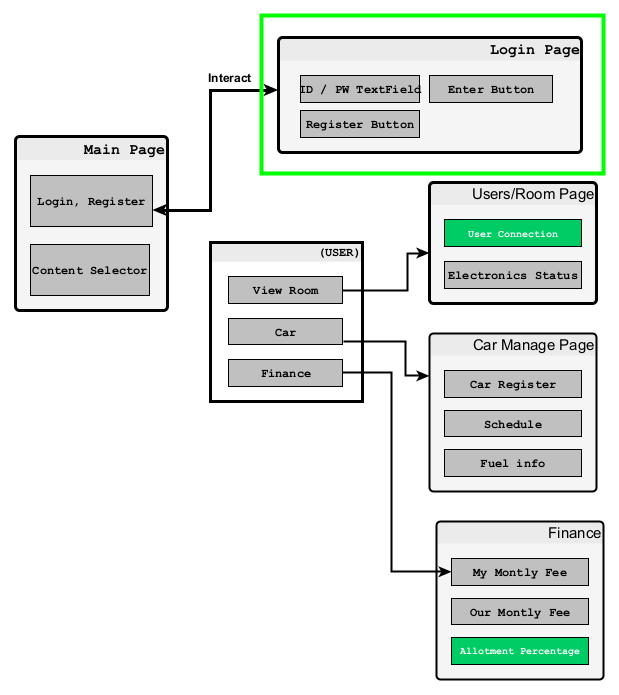 Login Page
Interact
ID / PW TextField
Enter Button
Register Button
Main Page
Login, Register
Content Selector
Users/Room Page
User Connection
Electronics Status
(USER)
View Room
Car
Finance
Car Manage Page
Car Register
Schedule
Fuel info
Finance
My Montly Fee
Our Montly Fee
Allotment Percentage